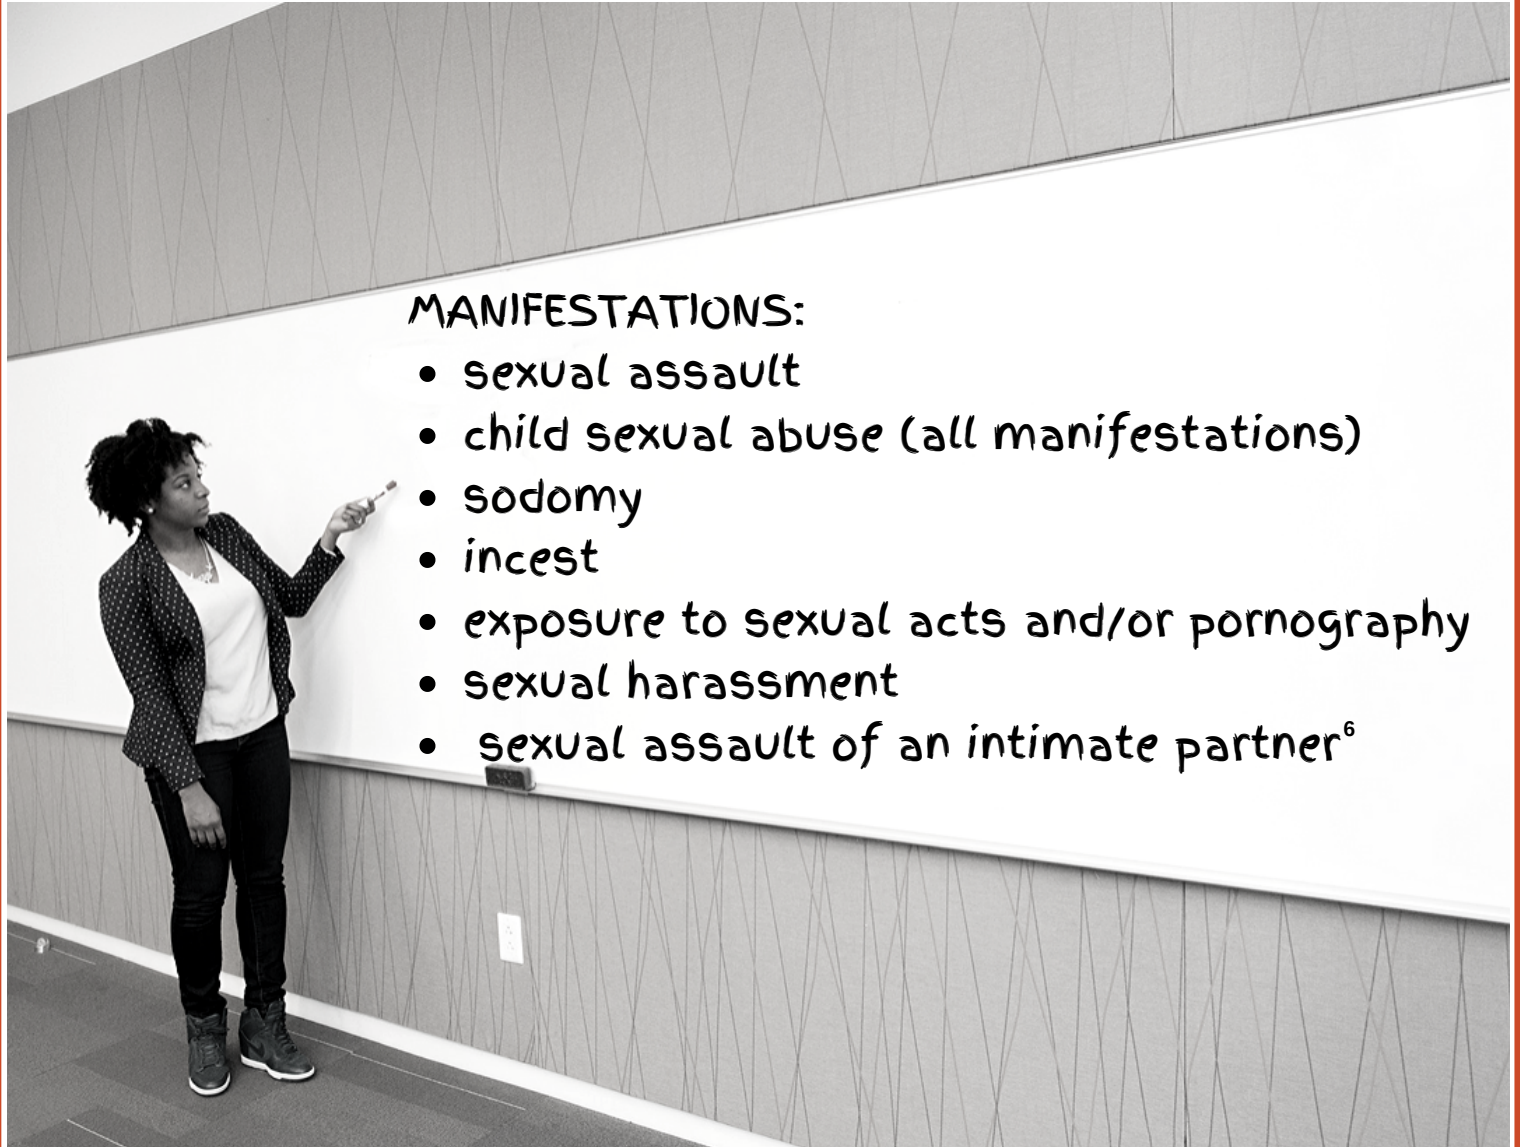 MANIFESTATIONS:
• sexual assault
• child sexual abuse (all manifestations)
• sodomy
• incest
• exposure to sexual acts and/or pornography
• sexual harassment
• sexual assault of an intimate partner⁶